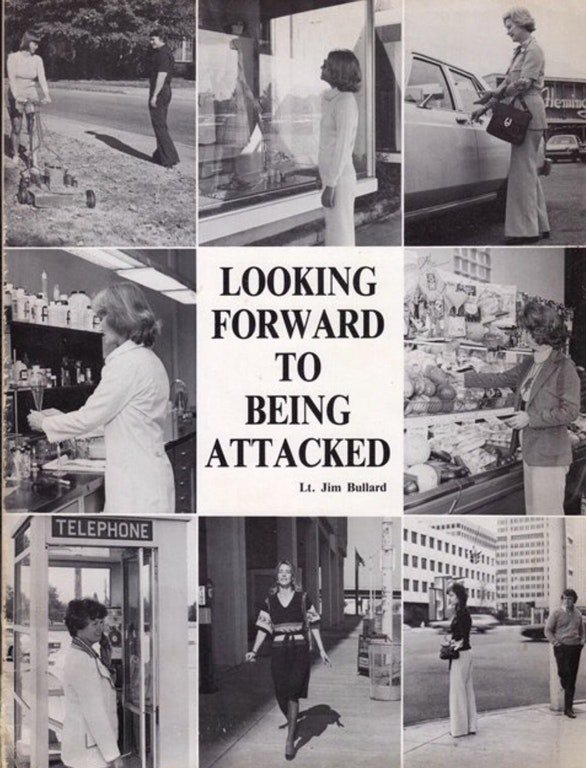 LOOKING
FORWARD
TO
BEING
ATTACKED
Lt. Jim Bullard
TELEPHONE